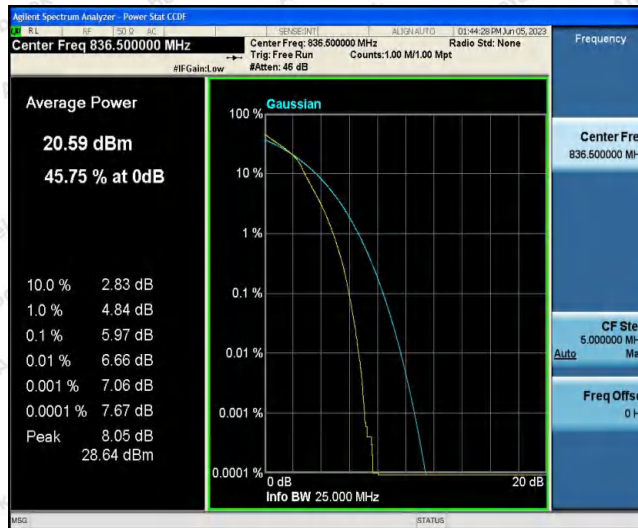 Agilent Spectrum Analyzer - Power Stat CCDF
RL RF 50 Ω AC SENSE:INT ALIGN AUTO 01:44:28 PM Jun 05, 2023
Center Freq 836.500000 MHz
Center Freq: 836.500000 MHz Radio Std: None
Trig: Free Run Counts:1.00 M/1.00 Mpt
#IFGain:Low #Atten: 46 dB
Frequency
Average Power
20.59 dBm
45.75 % at 0dB
10.0 % 2.83 dB
1.0 % 4.84 dB
0.1 % 5.97 dB
0.01 % 6.66 dB
0.001 % 7.06 dB
0.0001 % 7.67 dB
Peak 8.05 dB
28.64 dBm
Gaussian
100 %
10 %
1 %
0.1 %
0.01 %
0.001 %
0.0001 %
0 dB 20 dB
Info BW 25.000 MHz
Center Fre
836.500000 MH
CF Ste
5.000000 MH
Auto Ma
Freq Offse
0 H
MSG STATUS